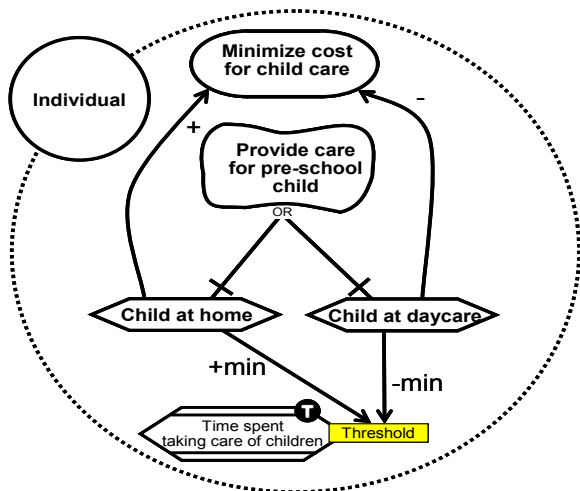 Individual
Minimize cost
for child care
+
-
Provide care
for pre-school
child
OR
Child at home
Child at daycare
+min
-min
T
Time spent
taking care of children
Threshold